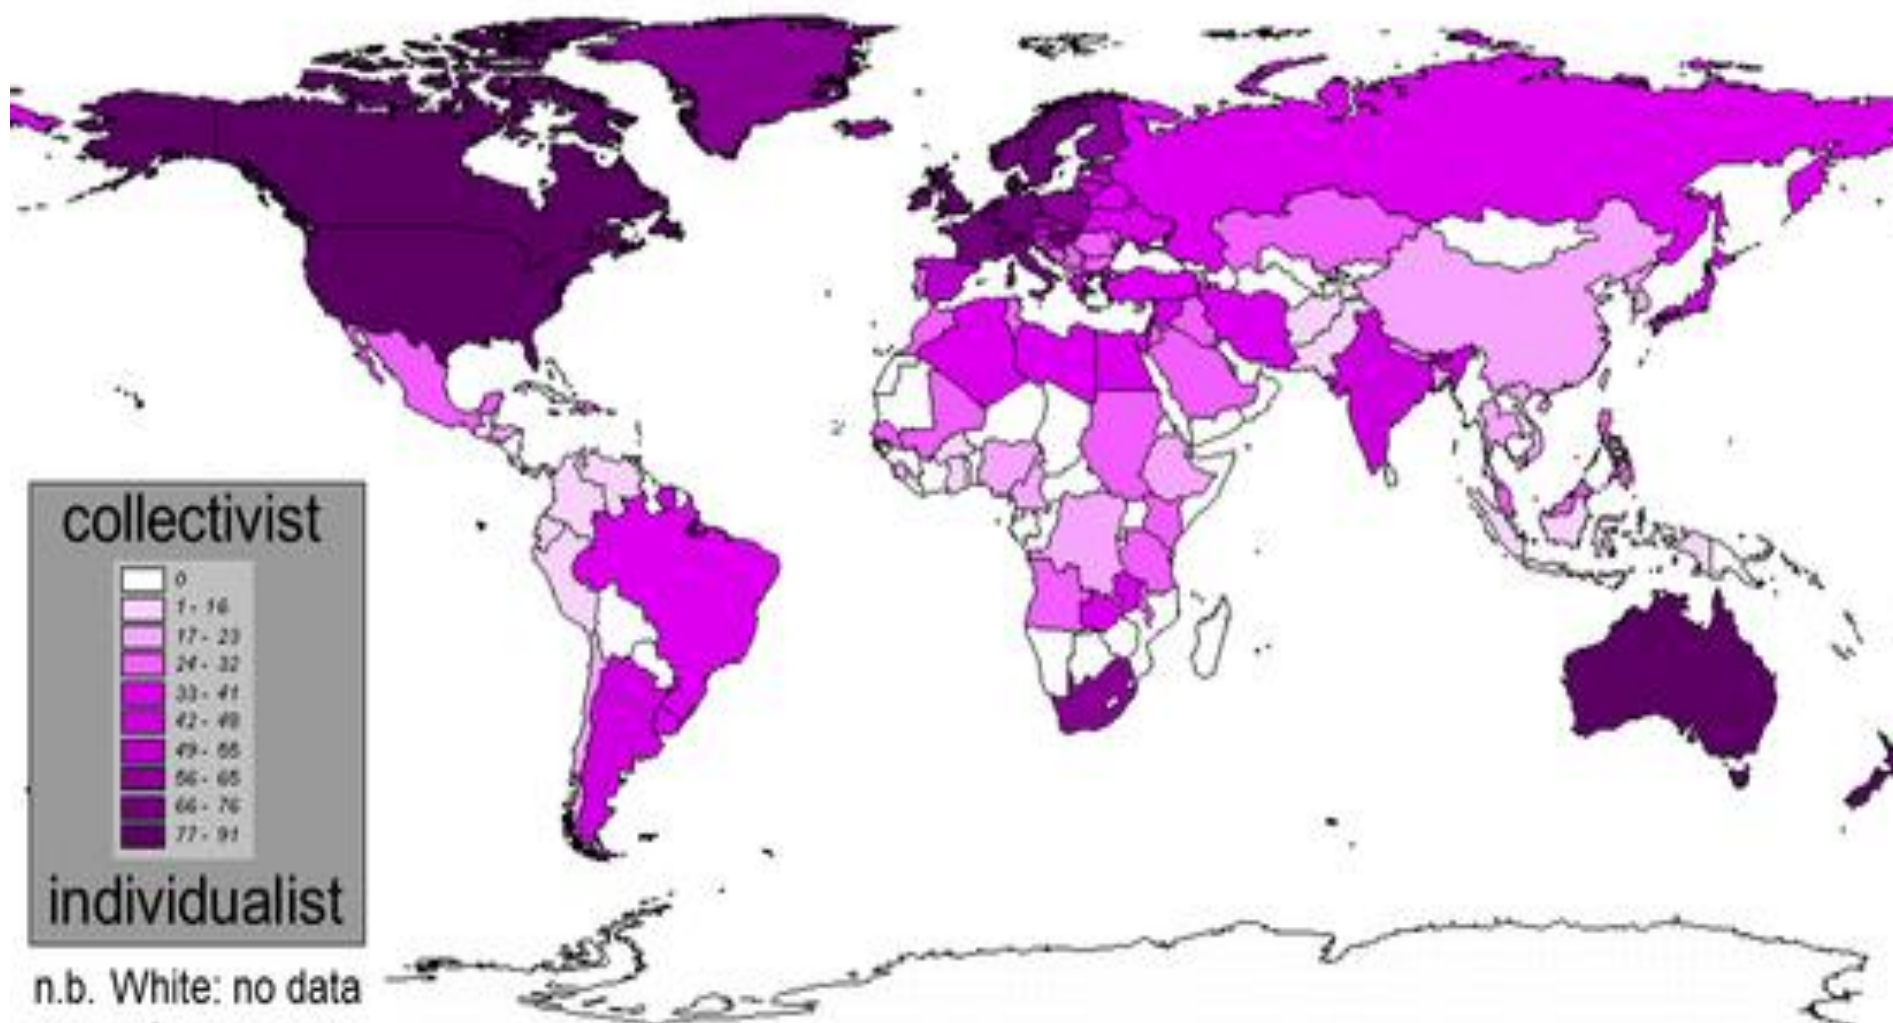 collectivist
0
1 - 16
17 - 23
24 - 32
33 - 41
42 - 48
49 - 55
56 - 65
66 - 76
77 - 91
individualist
n.b. White: no data